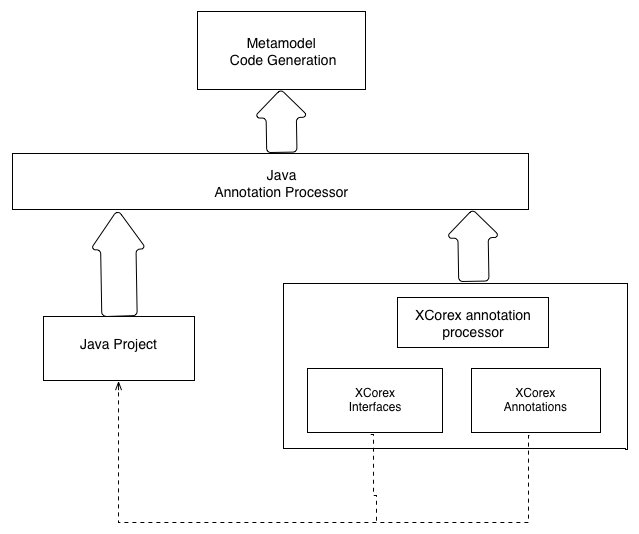 Metamodel
Code Generation
Java
Annotation Processor
Java Project
XCorex annotation
processor
XCorex
Interfaces
XCorex
Annotations